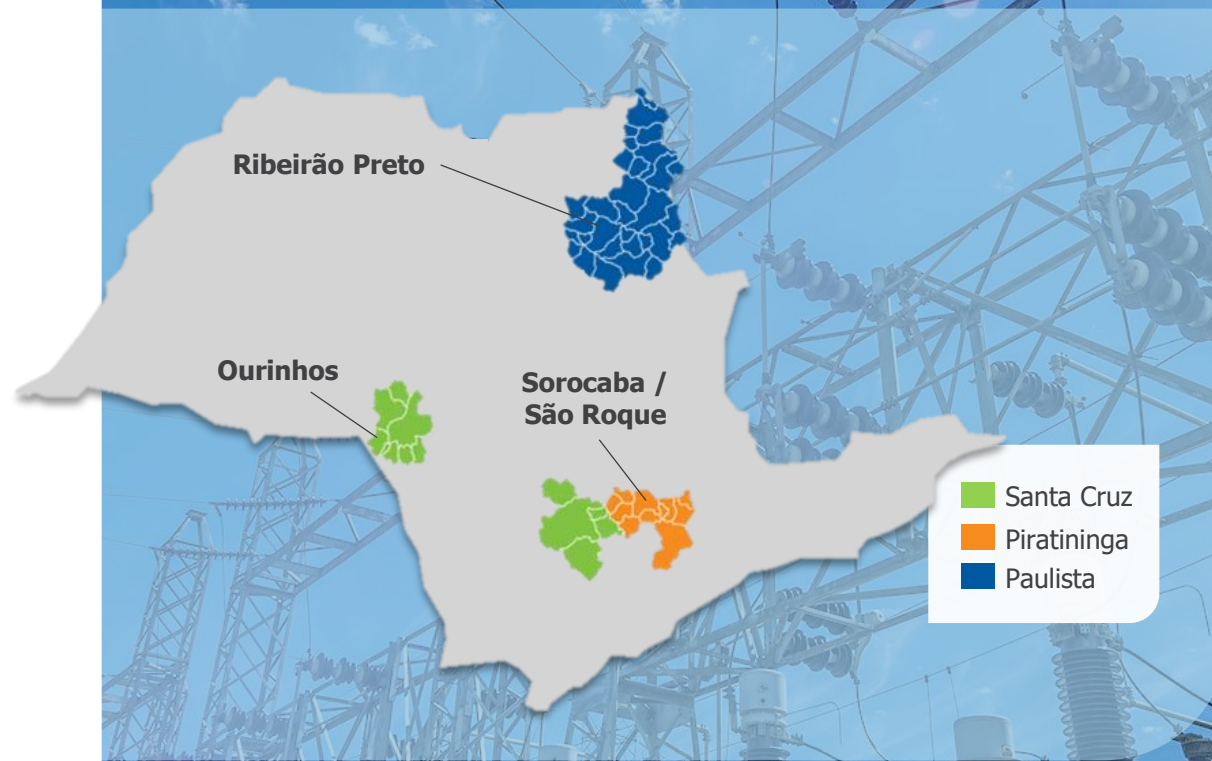 Ribeirão Preto
Ourinhos
Sorocaba /
São Roque
Santa Cruz
Piratininga
Paulista